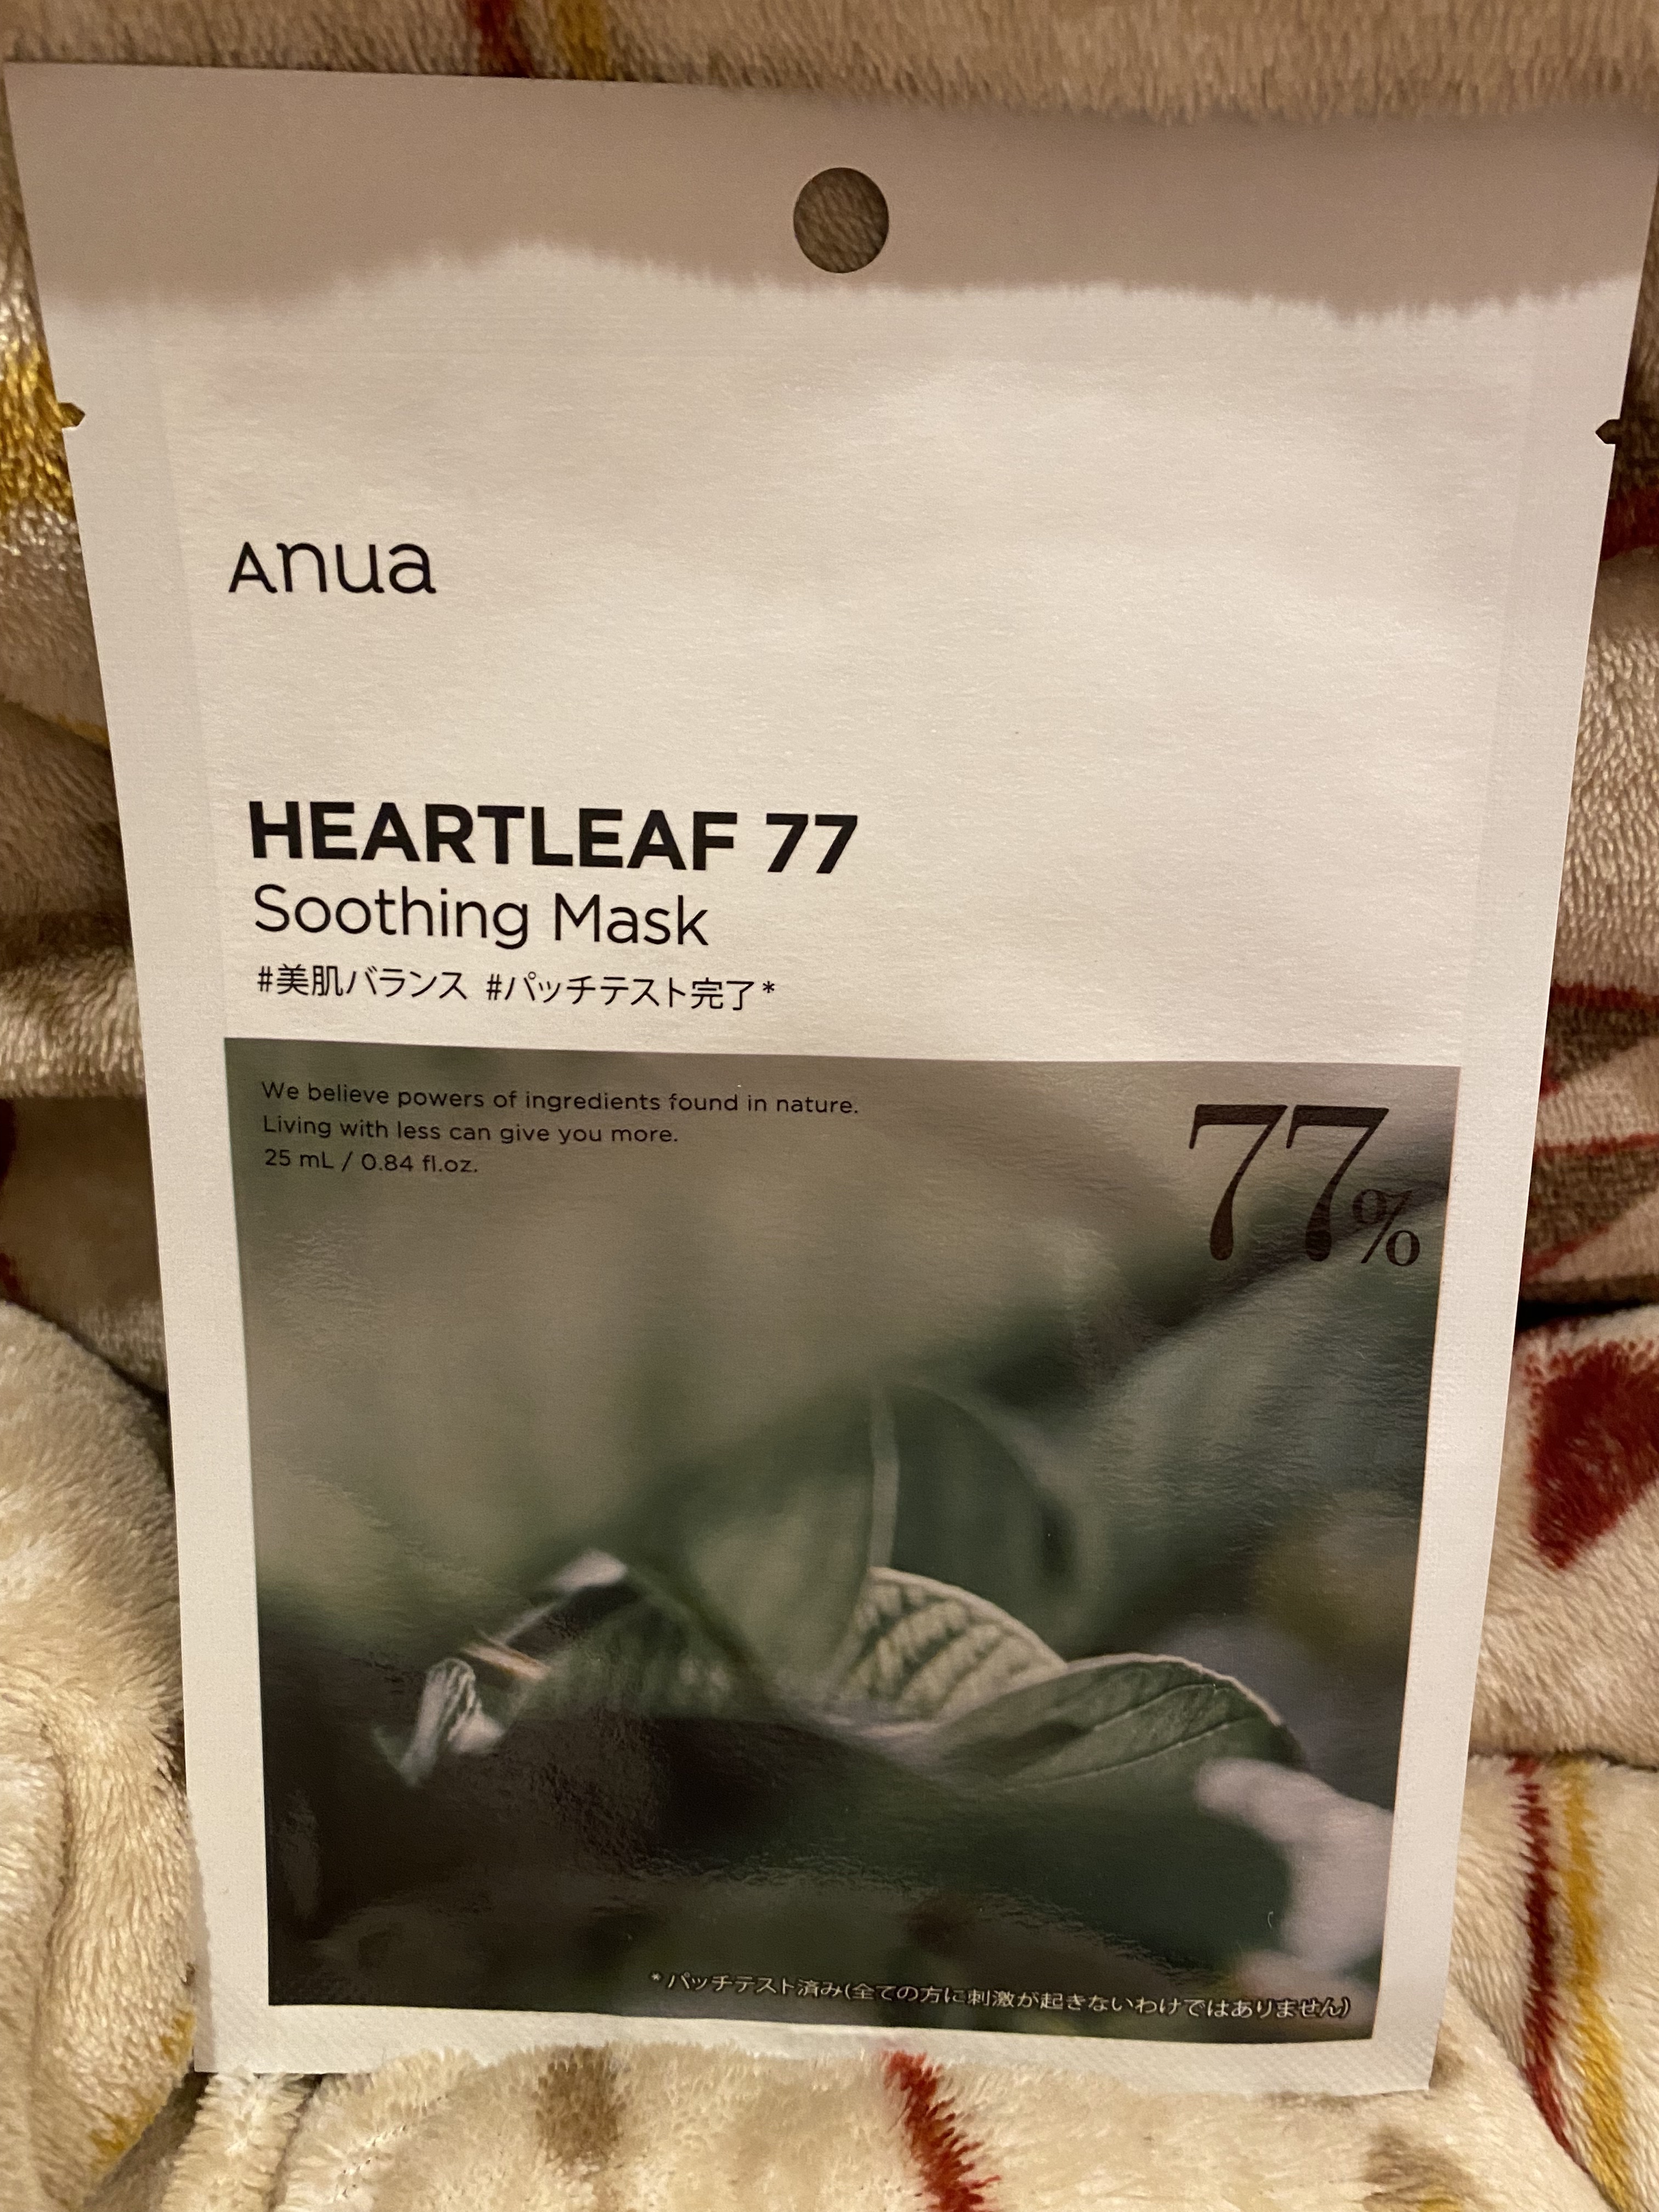 Anua
HEARTLEAF 77
Soothing Mask
#美肌バランス #パッチテスト完了*
We believe powers of ingredients found in nature.
Living with less can give you more.
25 mL / 0.84 fl.oz.
77%
* パッチテスト済み(全ての方に刺激が起きないわけではありません)